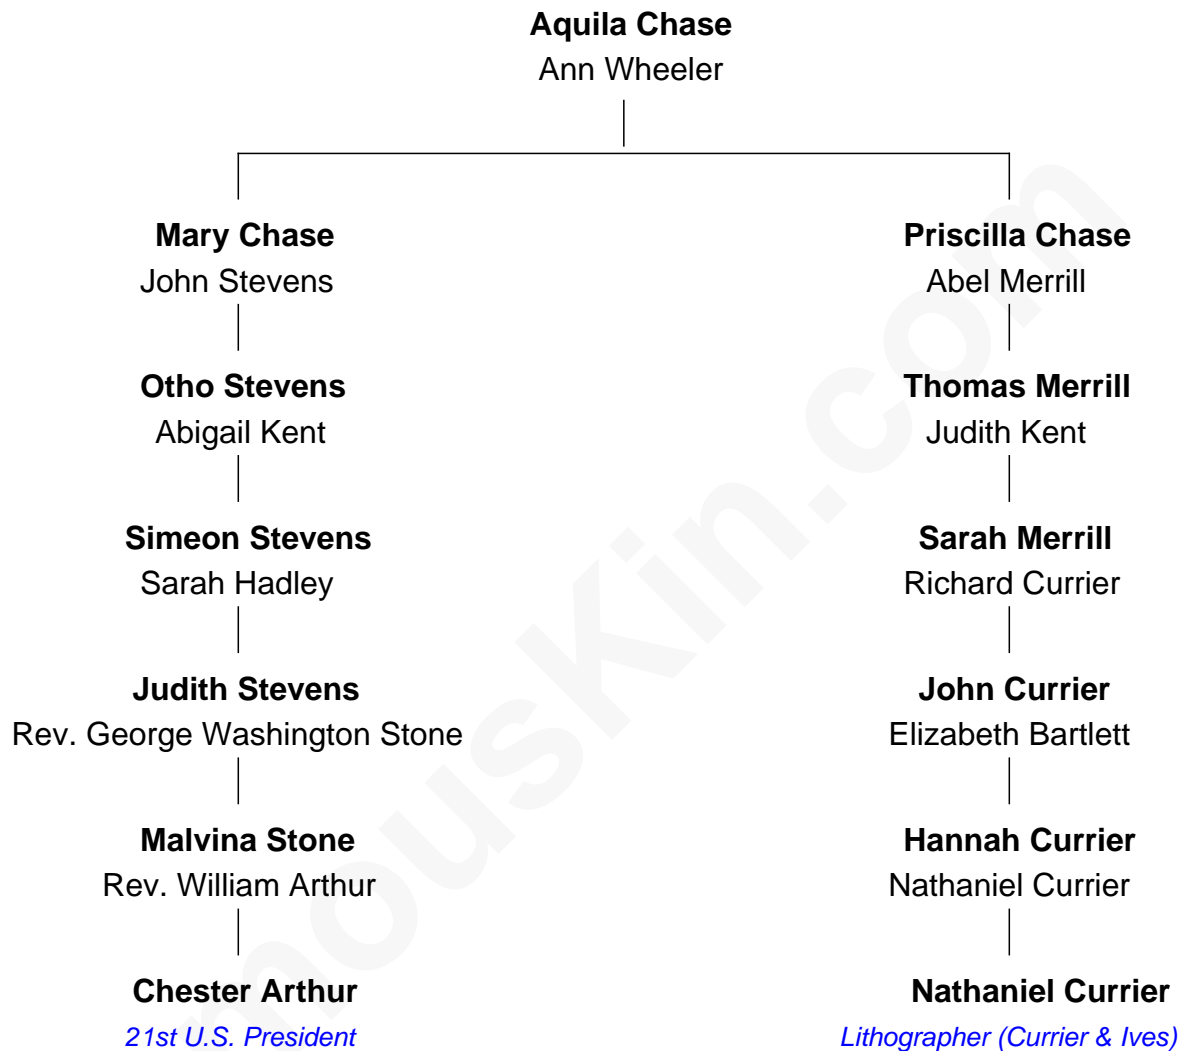 Aquila Chase
Ann Wheeler
Mary Chase
John Stevens
Priscilla Chase
Abel Merrill
Otho Stevens
Abigail Kent
Thomas Merrill
Judith Kent
Simeon Stevens
Sarah Hadley
Sarah Merrill
Richard Currier
Judith Stevens
Rev. George Washington Stone
John Currier
Elizabeth Bartlett
Malvina Stone
Rev. William Arthur
Hannah Currier
Nathaniel Currier
Chester Arthur
21st U.S. President
Nathaniel Currier
Lithographer (Currier & Ives)
mousKin.com